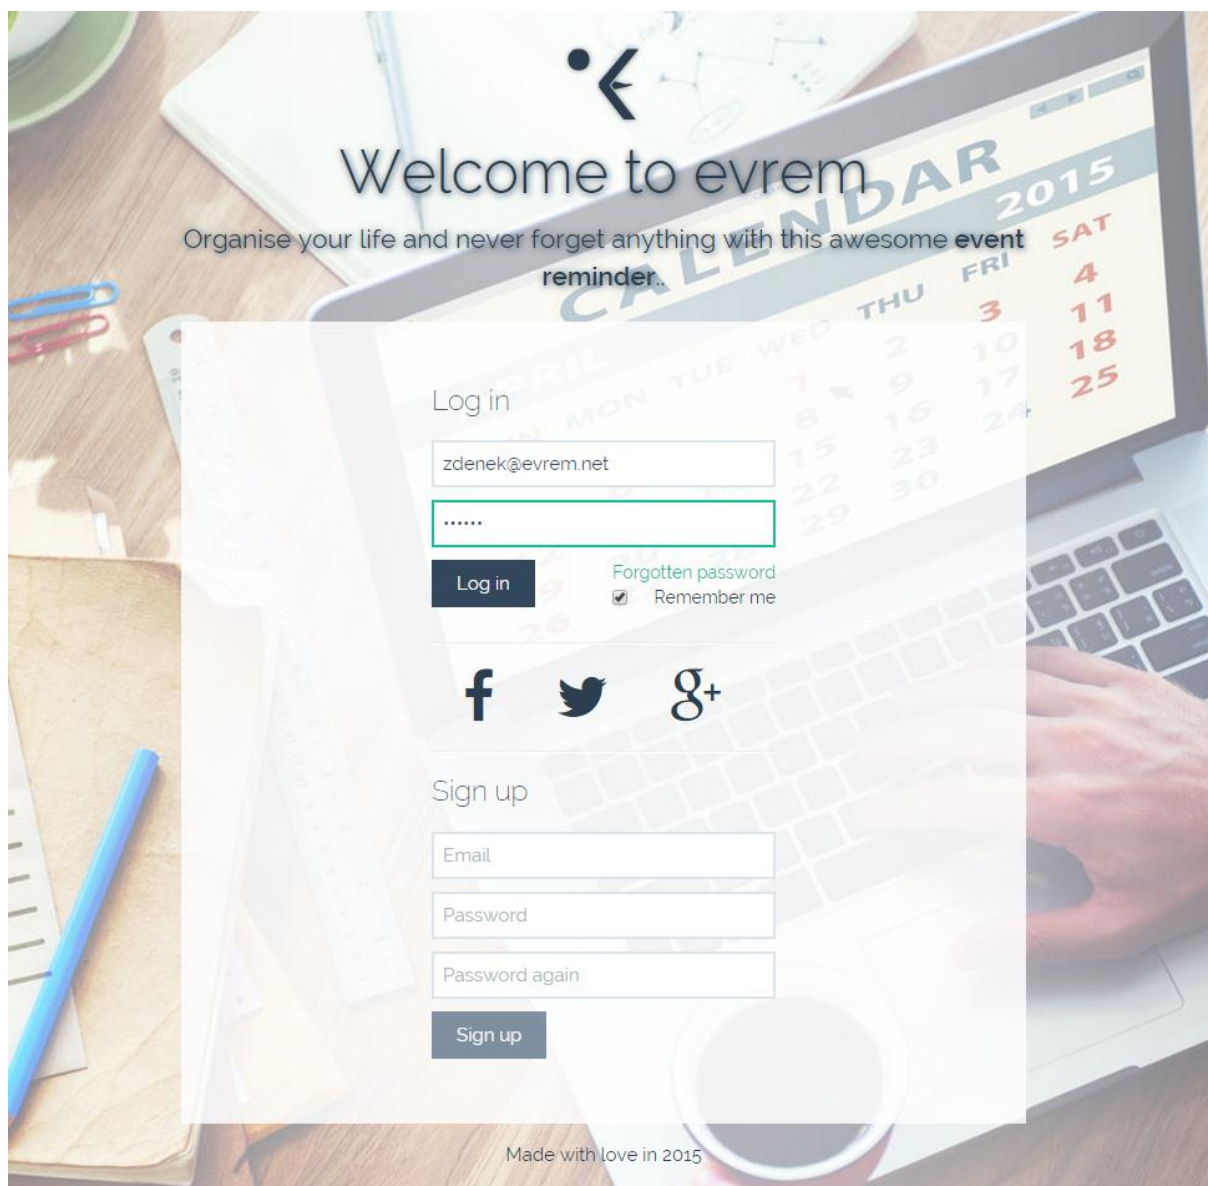 Welcome to evrem
Organise your life and never forget anything with this awesome event
reminder..
CALENDAR
2015
APRIL
MON TUE WED THU FRI SAT
1 2 3 4
8 9 10 11
15 16 17 18
22 23 24 25
29 30
26
Log in
zdenek@evrem.net
••••••
Log in
Forgotten password
Remember me
f
g+
Sign up
Email
Password
Password again
Sign up
Made with love in 2015